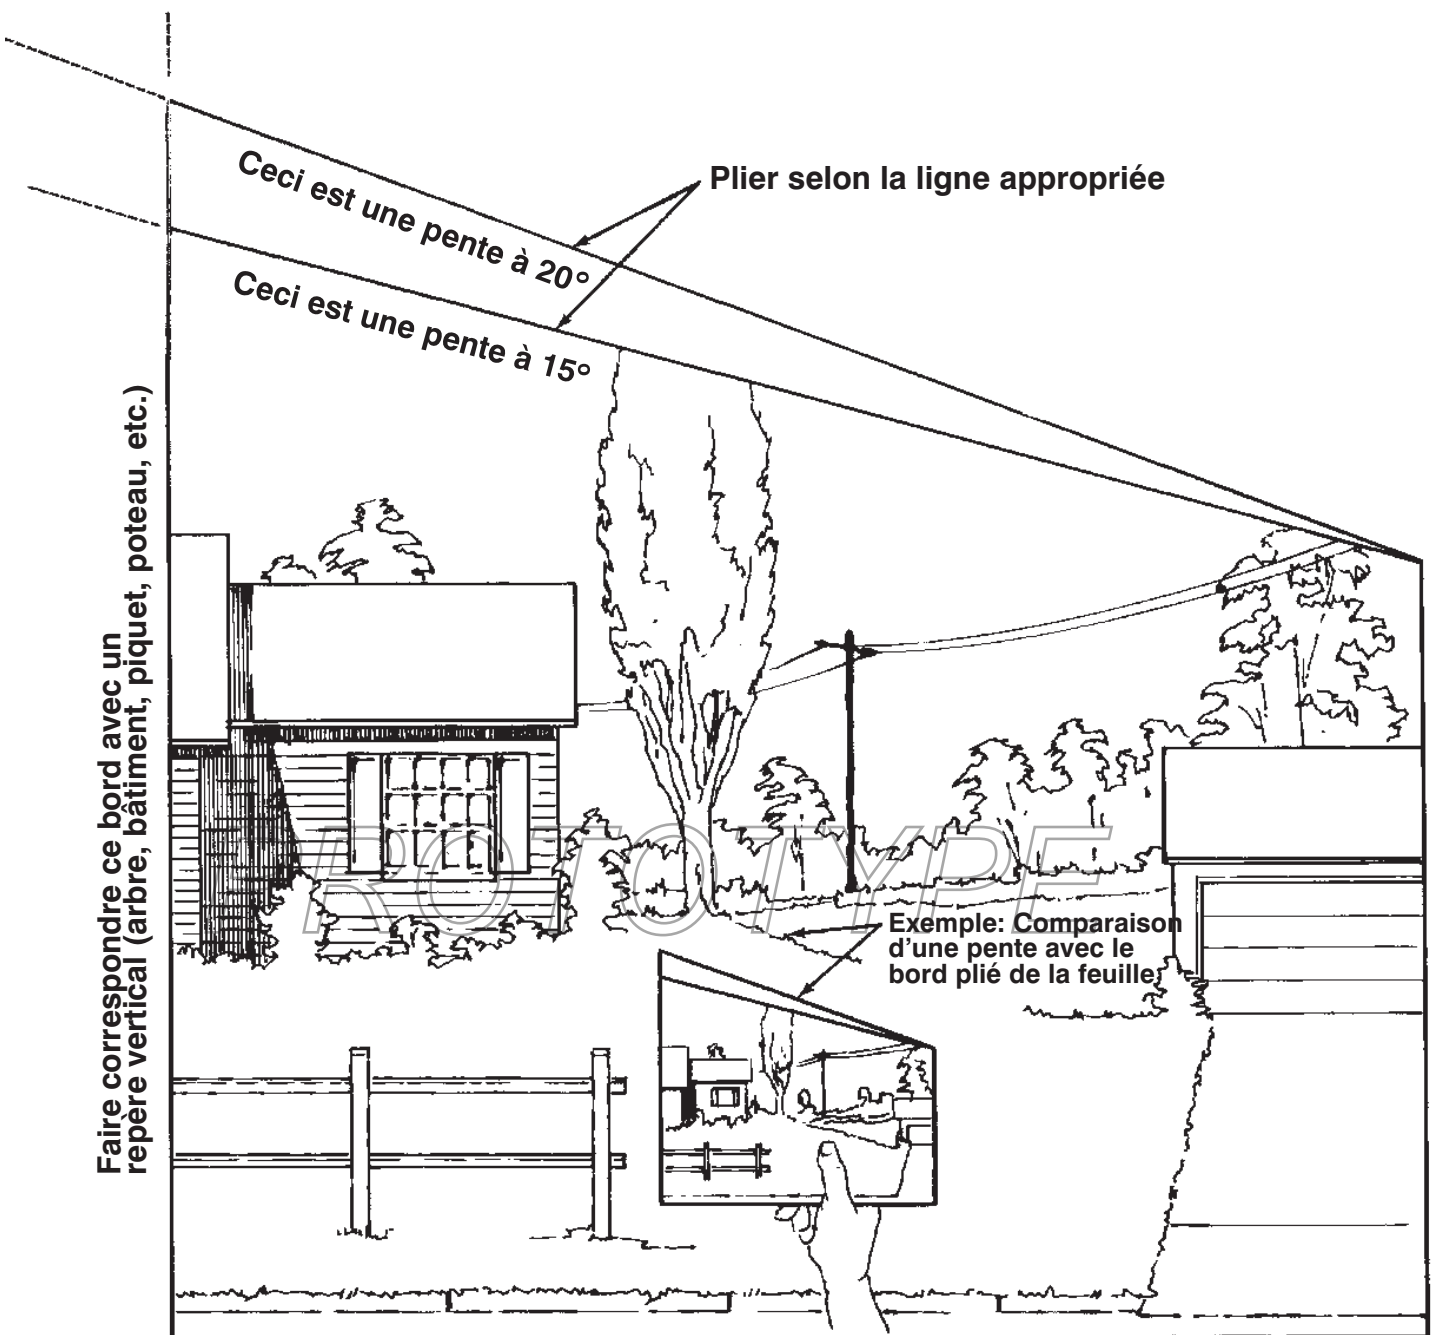 Plier selon la ligne appropriée
Ceci est une pente à 20°
Ceci est une pente à 15°
Faire correspondre ce bord avec un
repère vertical (arbre, bâtiment, piquet, poteau, etc.)
ROTOTYPE
Exemple: Comparaison
d’une pente avec le
bord plié de la feuille